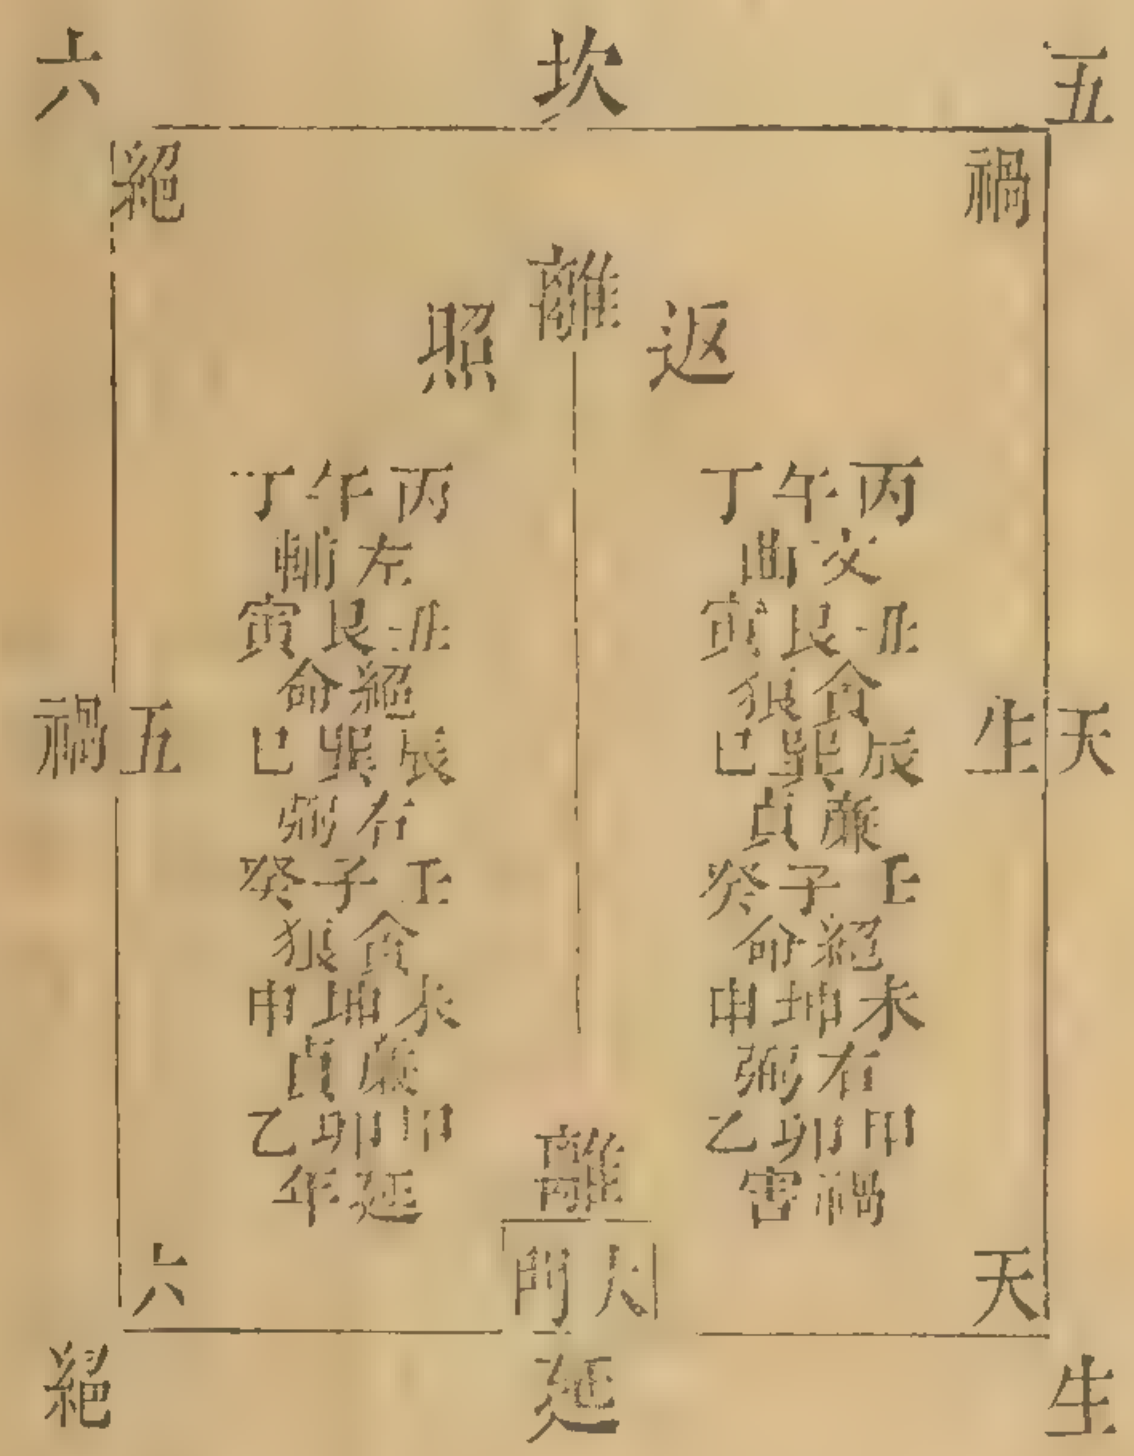 五 坎 六
禍 絕
返 離 照
丙午丁
文曲
丑艮寅
貪狼
辰巽巳
廉貞
壬子癸
絕命
未坤申
右弼
甲卯乙
禍害
丙午丁
左輔
丑艮寅
絕命
辰巽巳
右弼
壬子癸
貪狼
未坤申
廉貞
甲卯乙
延年
天生
五禍
離
天 大門 六
生 延 絕